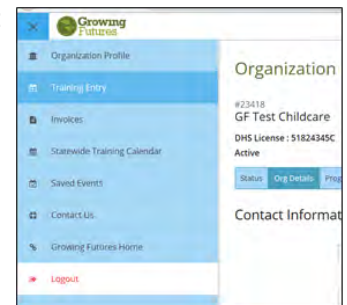 Growing
Futures
Organization Profile
Training Entry
Invoices
Statewide Training Calendar
Saved Events
Contact Us
Growing Futures Home
Logout
Organization
#23418
GF Test Childcare
DHS License : 51824345C
Active
Status Org Details Prog
Contact Informat